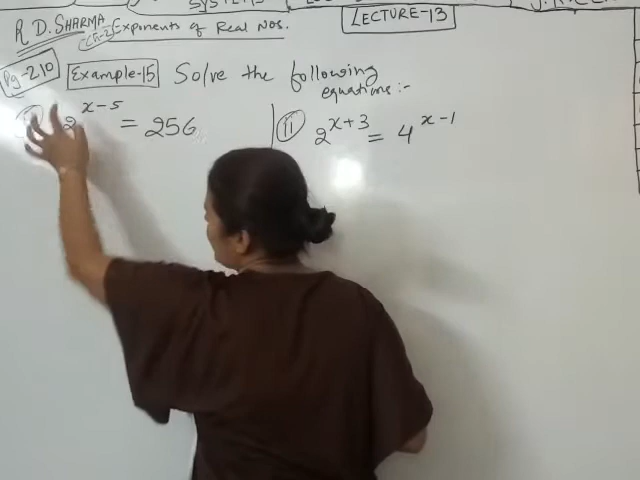 R D. SHARMA
(Ch-2) Exponents of Real Nos.
LECTURE-13
Pg-2.10
Example-15 Solve the following
equations:-
2^{x-5} = 256
(ii) 2^{x+3} = 4^{x-1}